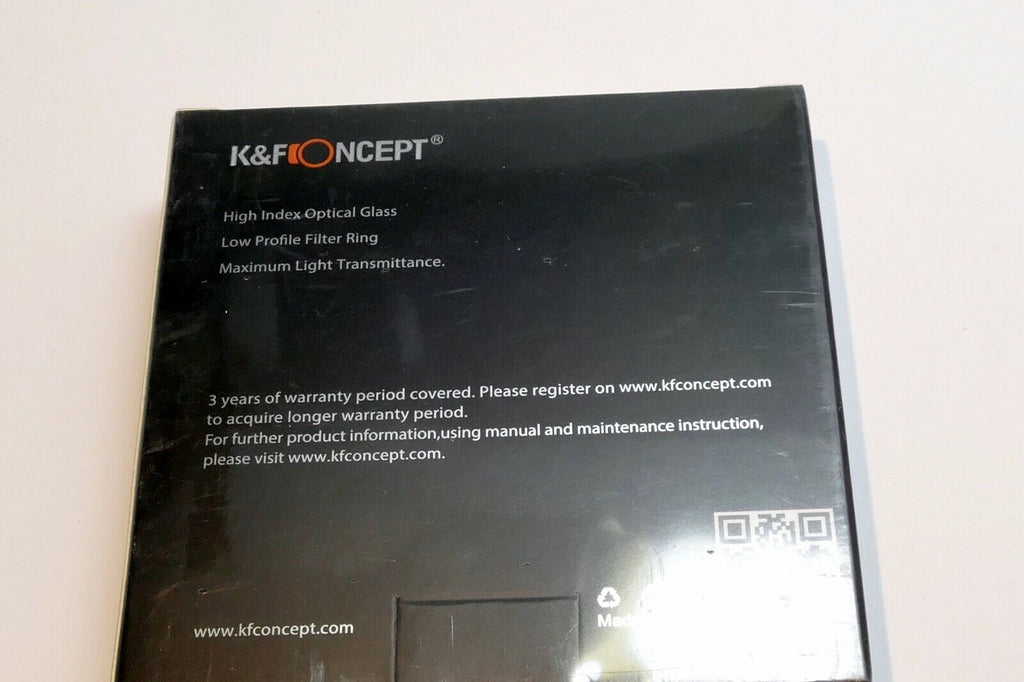 K&F CONCEPT®
High Index Optical Glass
Low Profile Filter Ring
Maximum Light Transmittance.
3 years of warranty period covered. Please register on www.kfconcept.com
to acquire longer warranty period.
For further product information,using manual and maintenance instruction,
please visit www.kfconcept.com.
www.kfconcept.com